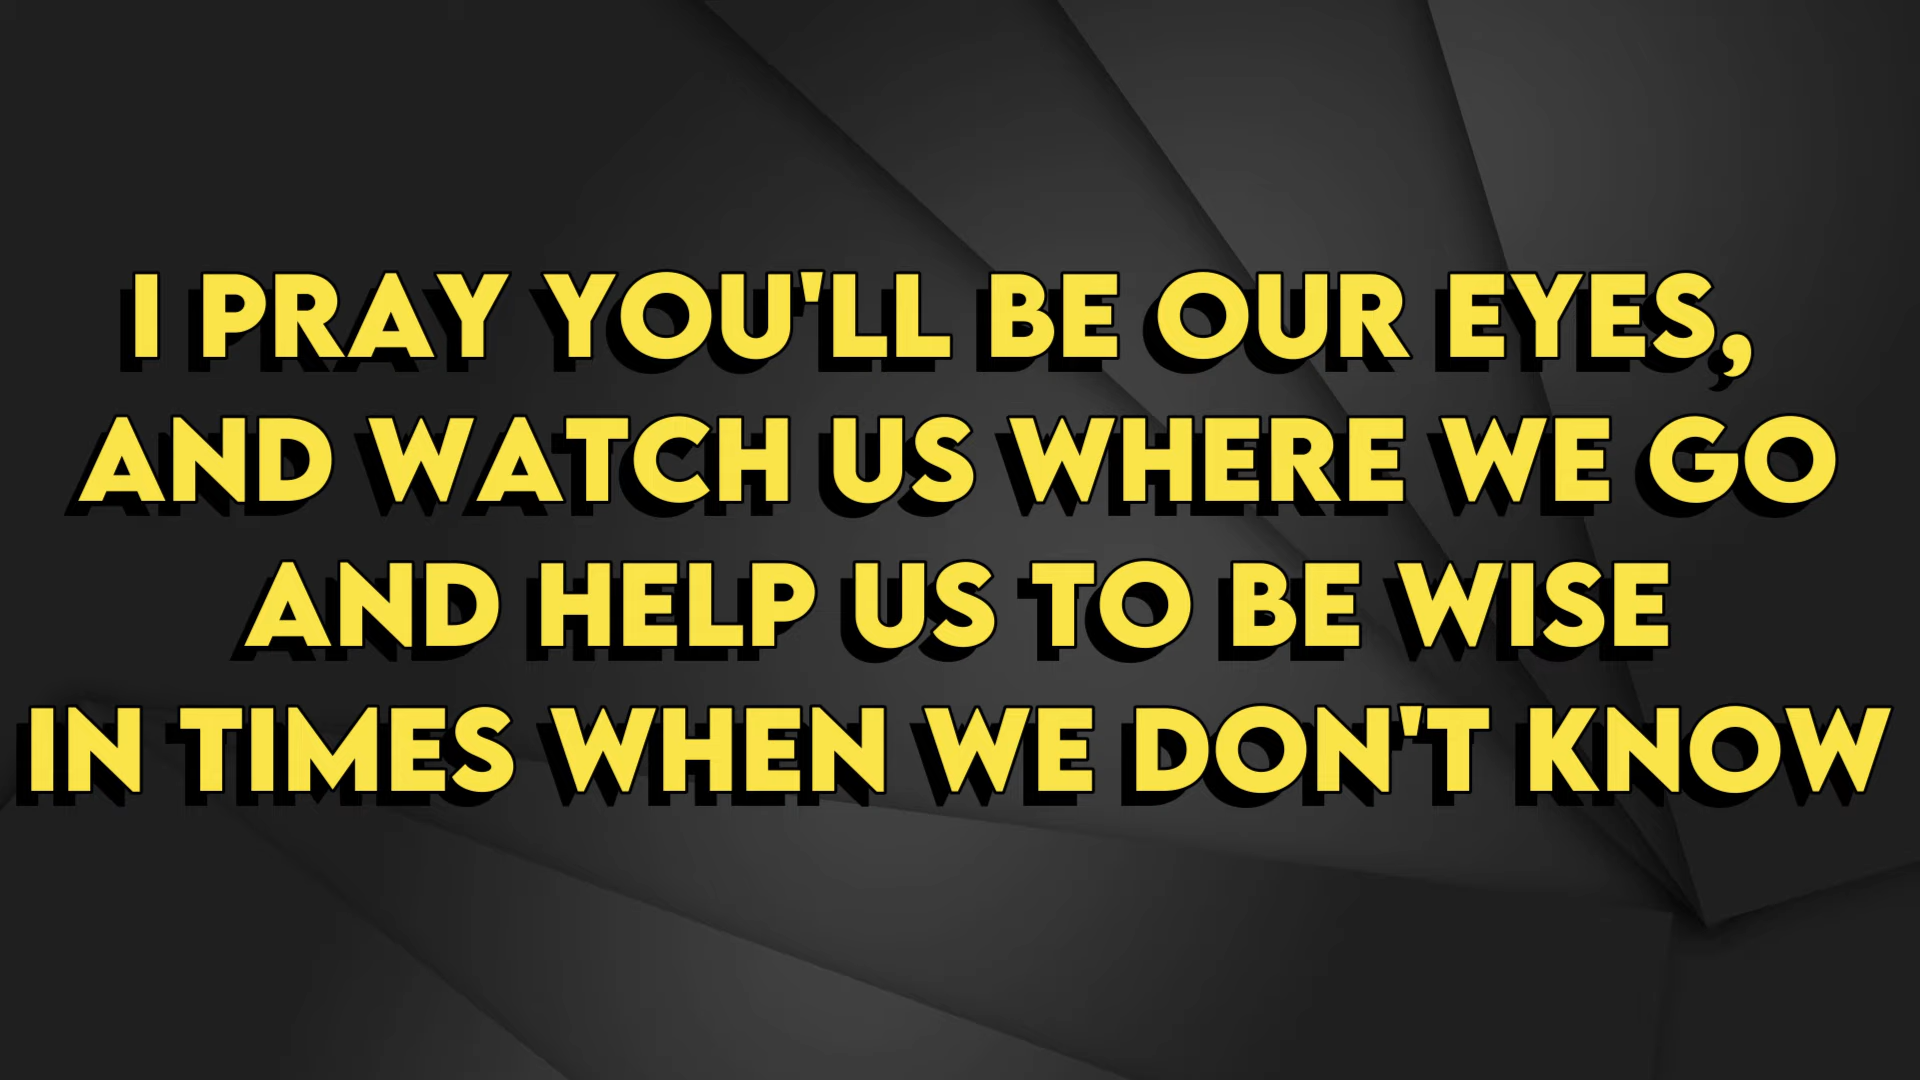 I PRAY YOU'LL BE OUR EYES,
AND WATCH US WHERE WE GO
AND HELP US TO BE WISE
IN TIMES WHEN WE DON'T KNOW